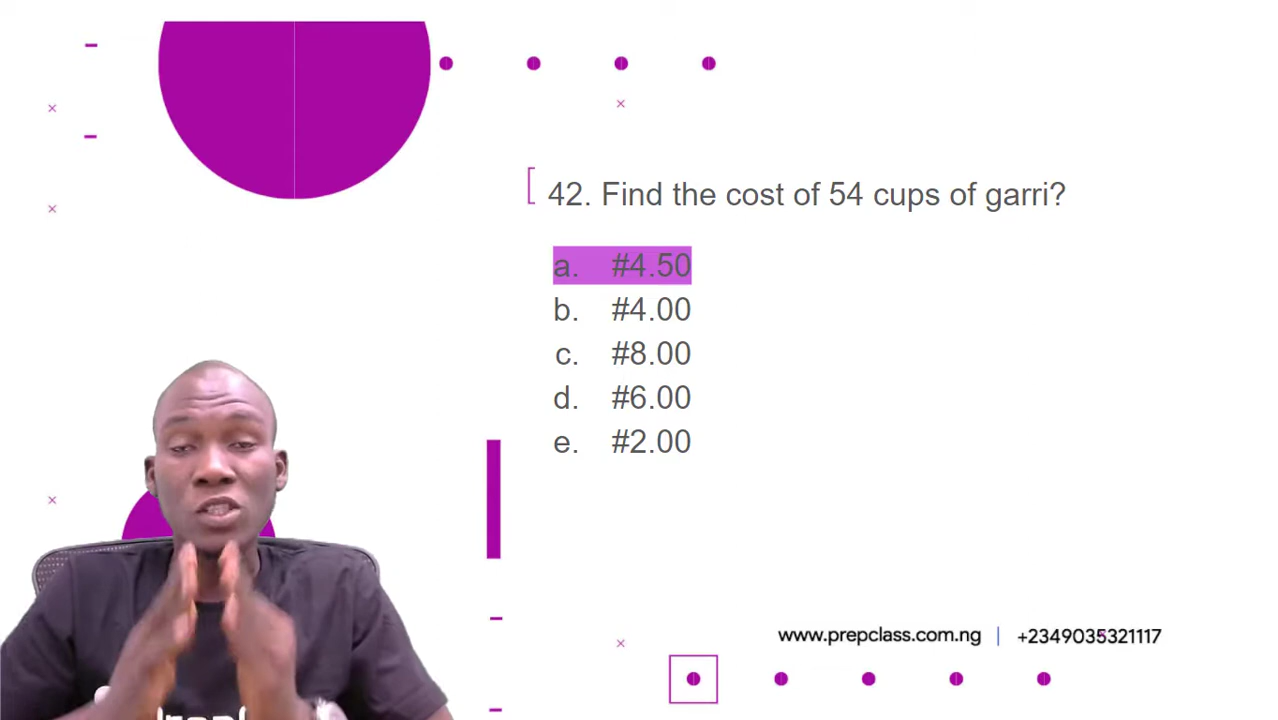 42. Find the cost of 54 cups of garri?
a. #4.50
b. #4.00
c. #8.00
d. #6.00
e. #2.00
www.prepclass.com.ng | +2349035321117